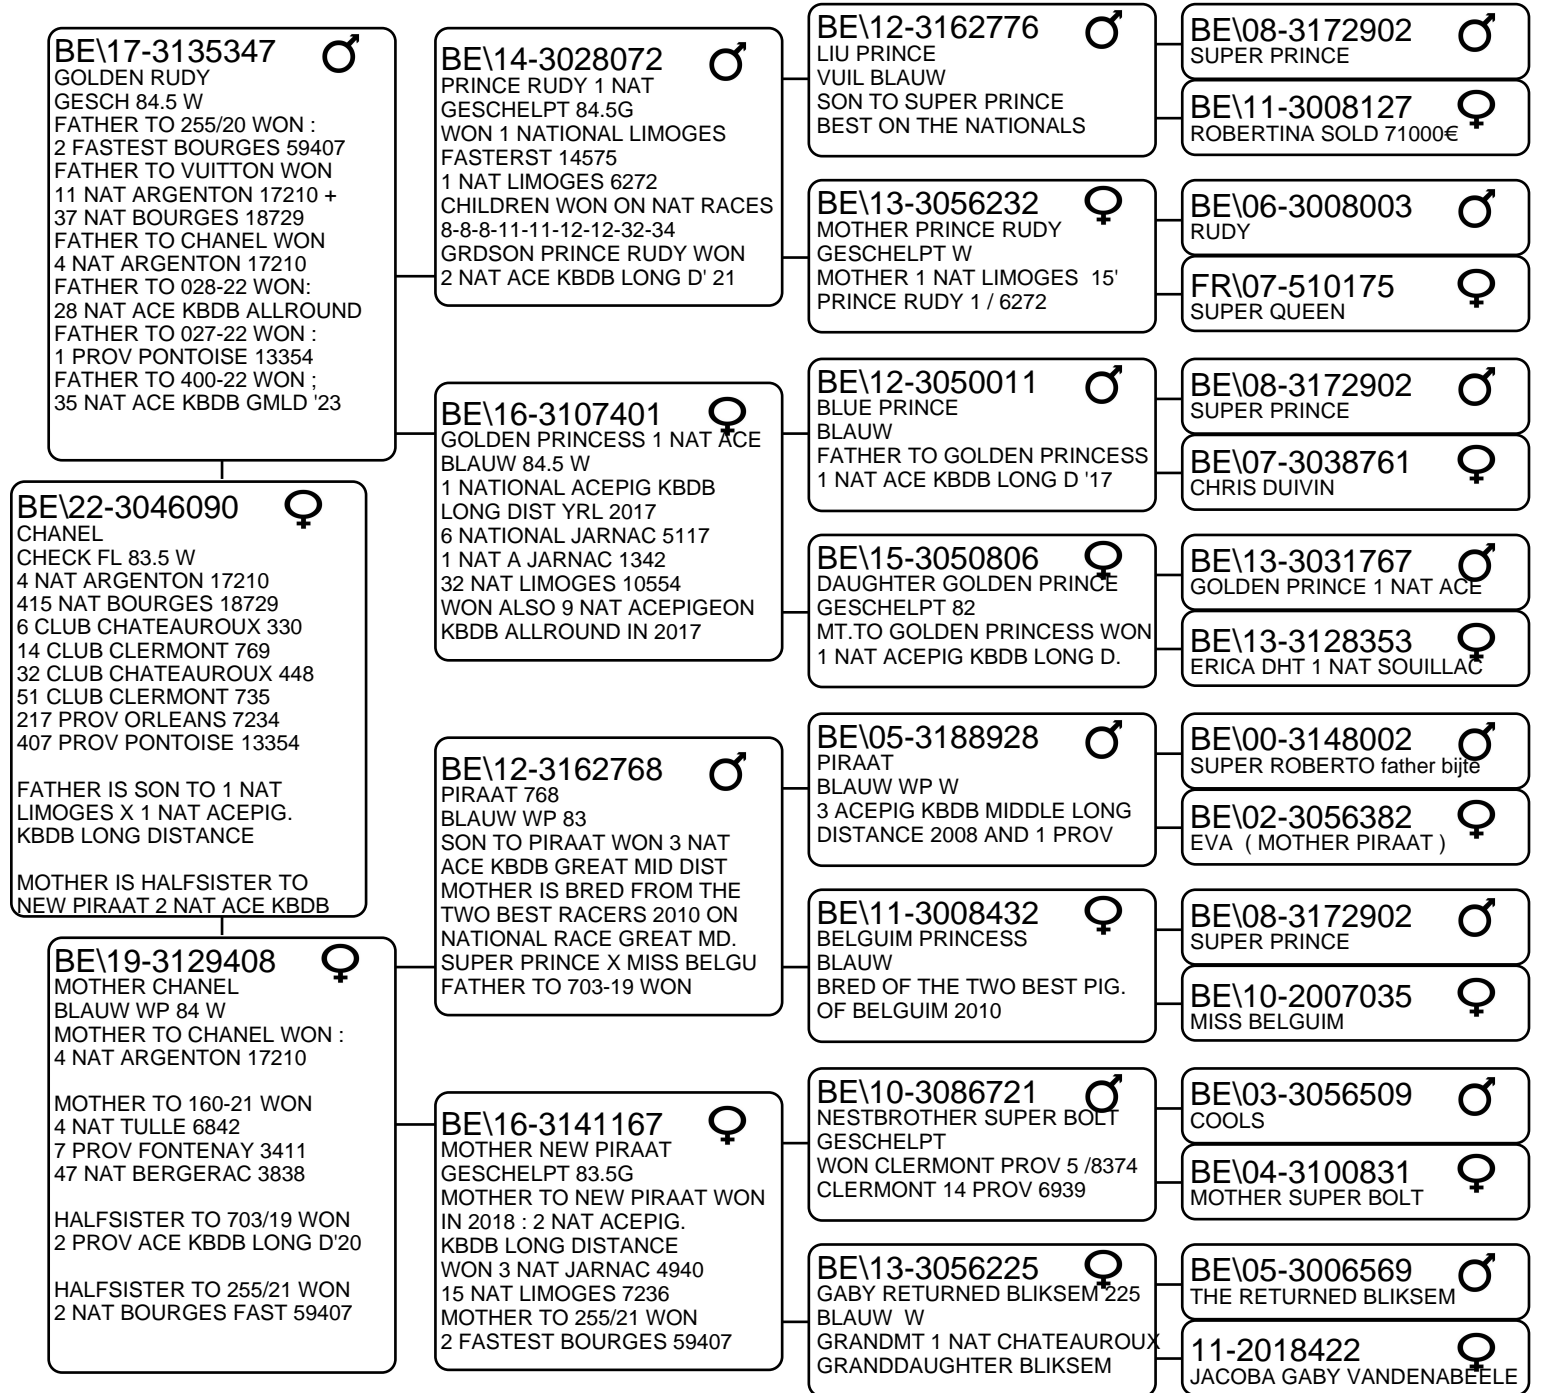 BE\17-3135347
GOLDEN RUDY
GESCH 84.5 W
FATHER TO 255/20 WON :
2 FASTEST BOURGES 59407
FATHER TO VUITTON WON
11 NAT ARGENTON 17210 +
37 NAT BOURGES 18729
FATHER TO CHANEL WON
4 NAT ARGENTON 17210
FATHER TO 028-22 WON:
28 NAT ACE KBDB ALLROUND
FATHER TO 027-22 WON :
1 PROV PONTOISE 13354
FATHER TO 400-22 WON ;
35 NAT ACE KBDB GMLD '23
BE\22-3046090
CHANEL
CHECK FL 83.5 W
4 NAT ARGENTON 17210
415 NAT BOURGES 18729
6 CLUB CHATEAUROUX 330
14 CLUB CLERMONT 769
32 CLUB CHATEAUROUX 448
51 CLUB CLERMONT 735
217 PROV ORLEANS 7234
407 PROV PONTOISE 13354
FATHER IS SON TO 1 NAT
LIMOGES X 1 NAT ACEPIG.
KBDB LONG DISTANCE
MOTHER IS HALFSISTER TO
NEW PIRAAT 2 NAT ACE KBDB
BE\19-3129408
MOTHER CHANEL
BLAUW WP 84 W
MOTHER TO CHANEL WON :
4 NAT ARGENTON 17210
MOTHER TO 160-21 WON
4 NAT TULLE 6842
7 PROV FONTENAY 3411
47 NAT BERGERAC 3838
HALFSISTER TO 703/19 WON
2 PROV ACE KBDB LONG D'20
HALFSISTER TO 255/21 WON
2 NAT BOURGES FAST 59407
BE\14-3028072
PRINCE RUDY 1 NAT
GESCHELPT 84.5G
WON 1 NATIONAL LIMOGES
FASTERST 14575
1 NAT LIMOGES 6272
CHILDREN WON ON NAT RACES
8-8-8-11-11-12-12-32-34
GRDSON PRINCE RUDY WON
2 NAT ACE KBDB LONG D' 21
BE\16-3107401
GOLDEN PRINCESS 1 NAT ACE
BLAUW 84.5 W
1 NATIONAL ACEPIG KBDB
LONG DIST YRL 2017
6 NATIONAL JARNAC 5117
1 NAT A JARNAC 1342
32 NAT LIMOGES 10554
WON ALSO 9 NAT ACEPIGEON
KBDB ALLROUND IN 2017
BE\12-3162768
PIRAAT 768
BLAUW WP 83
SON TO PIRAAT WON 3 NAT
ACE KBDB GREAT MID DIST
MOTHER IS BRED FROM THE
TWO BEST RACERS 2010 ON
NATIONAL RACE GREAT MD.
SUPER PRINCE X MISS BELGU
FATHER TO 703-19 WON
BE\16-3141167
MOTHER NEW PIRAAT
GESCHELPT 83.5G
MOTHER TO NEW PIRAAT WON
IN 2018 : 2 NAT ACEPIG.
KBDB LONG DISTANCE
WON 3 NAT JARNAC 4940
15 NAT LIMOGES 7236
MOTHER TO 255/21 WON
2 FASTEST BOURGES 59407
BE\12-3162776
LIU PRINCE
VUIL BLAUW
SON TO SUPER PRINCE
BEST ON THE NATIONALS
BE\13-3056232
MOTHER PRINCE RUDY
GESCHELPT W
MOTHER 1 NAT LIMOGES 15'
PRINCE RUDY 1 / 6272
BE\12-3050011
BLUE PRINCE
BLAUW
FATHER TO GOLDEN PRINCESS
1 NAT ACE KBDB LONG D '17
BE\15-3050806
DAUGHTER GOLDEN PRINCE
GESCHELPT 82
MT.TO GOLDEN PRINCESS WON
1 NAT ACEPIG KBDB LONG D.
BE\05-3188928
PIRAAT
BLAUW WP W
3 ACEPIG KBDB MIDDLE LONG
DISTANCE 2008 AND 1 PROV
BE\11-3008432
BELGUIM PRINCESS
BLAUW
BRED OF THE TWO BEST PIG.
OF BELGUIM 2010
BE\10-3086721
NESTBROTHER SUPER BOLT
GESCHELPT
WON CLERMONT PROV 5 /8374
CLERMONT 14 PROV 6939
BE\13-3056225
GABY RETURNED BLIKSEM 225
BLAUW W
GRANDMT 1 NAT CHATEAUROUX
GRANDDAUGHTER BLIKSEM
BE\08-3172902
SUPER PRINCE
BE\11-3008127
ROBERTINA SOLD 71000€
BE\06-3008003
RUDY
FR\07-510175
SUPER QUEEN
BE\08-3172902
SUPER PRINCE
BE\07-3038761
CHRIS DUIVIN
BE\13-3031767
GOLDEN PRINCE 1 NAT ACE
BE\13-3128353
ERICA DHT 1 NAT SOUILLAC
BE\00-3148002
SUPER ROBERTO father bijte
BE\02-3056382
EVA ( MOTHER PIRAAT )
BE\08-3172902
SUPER PRINCE
BE\10-2007035
MISS BELGUIM
BE\03-3056509
COOLS
BE\04-3100831
MOTHER SUPER BOLT
BE\05-3006569
THE RETURNED BLIKSEM
11-2018422
JACOBA GABY VANDENABEELE